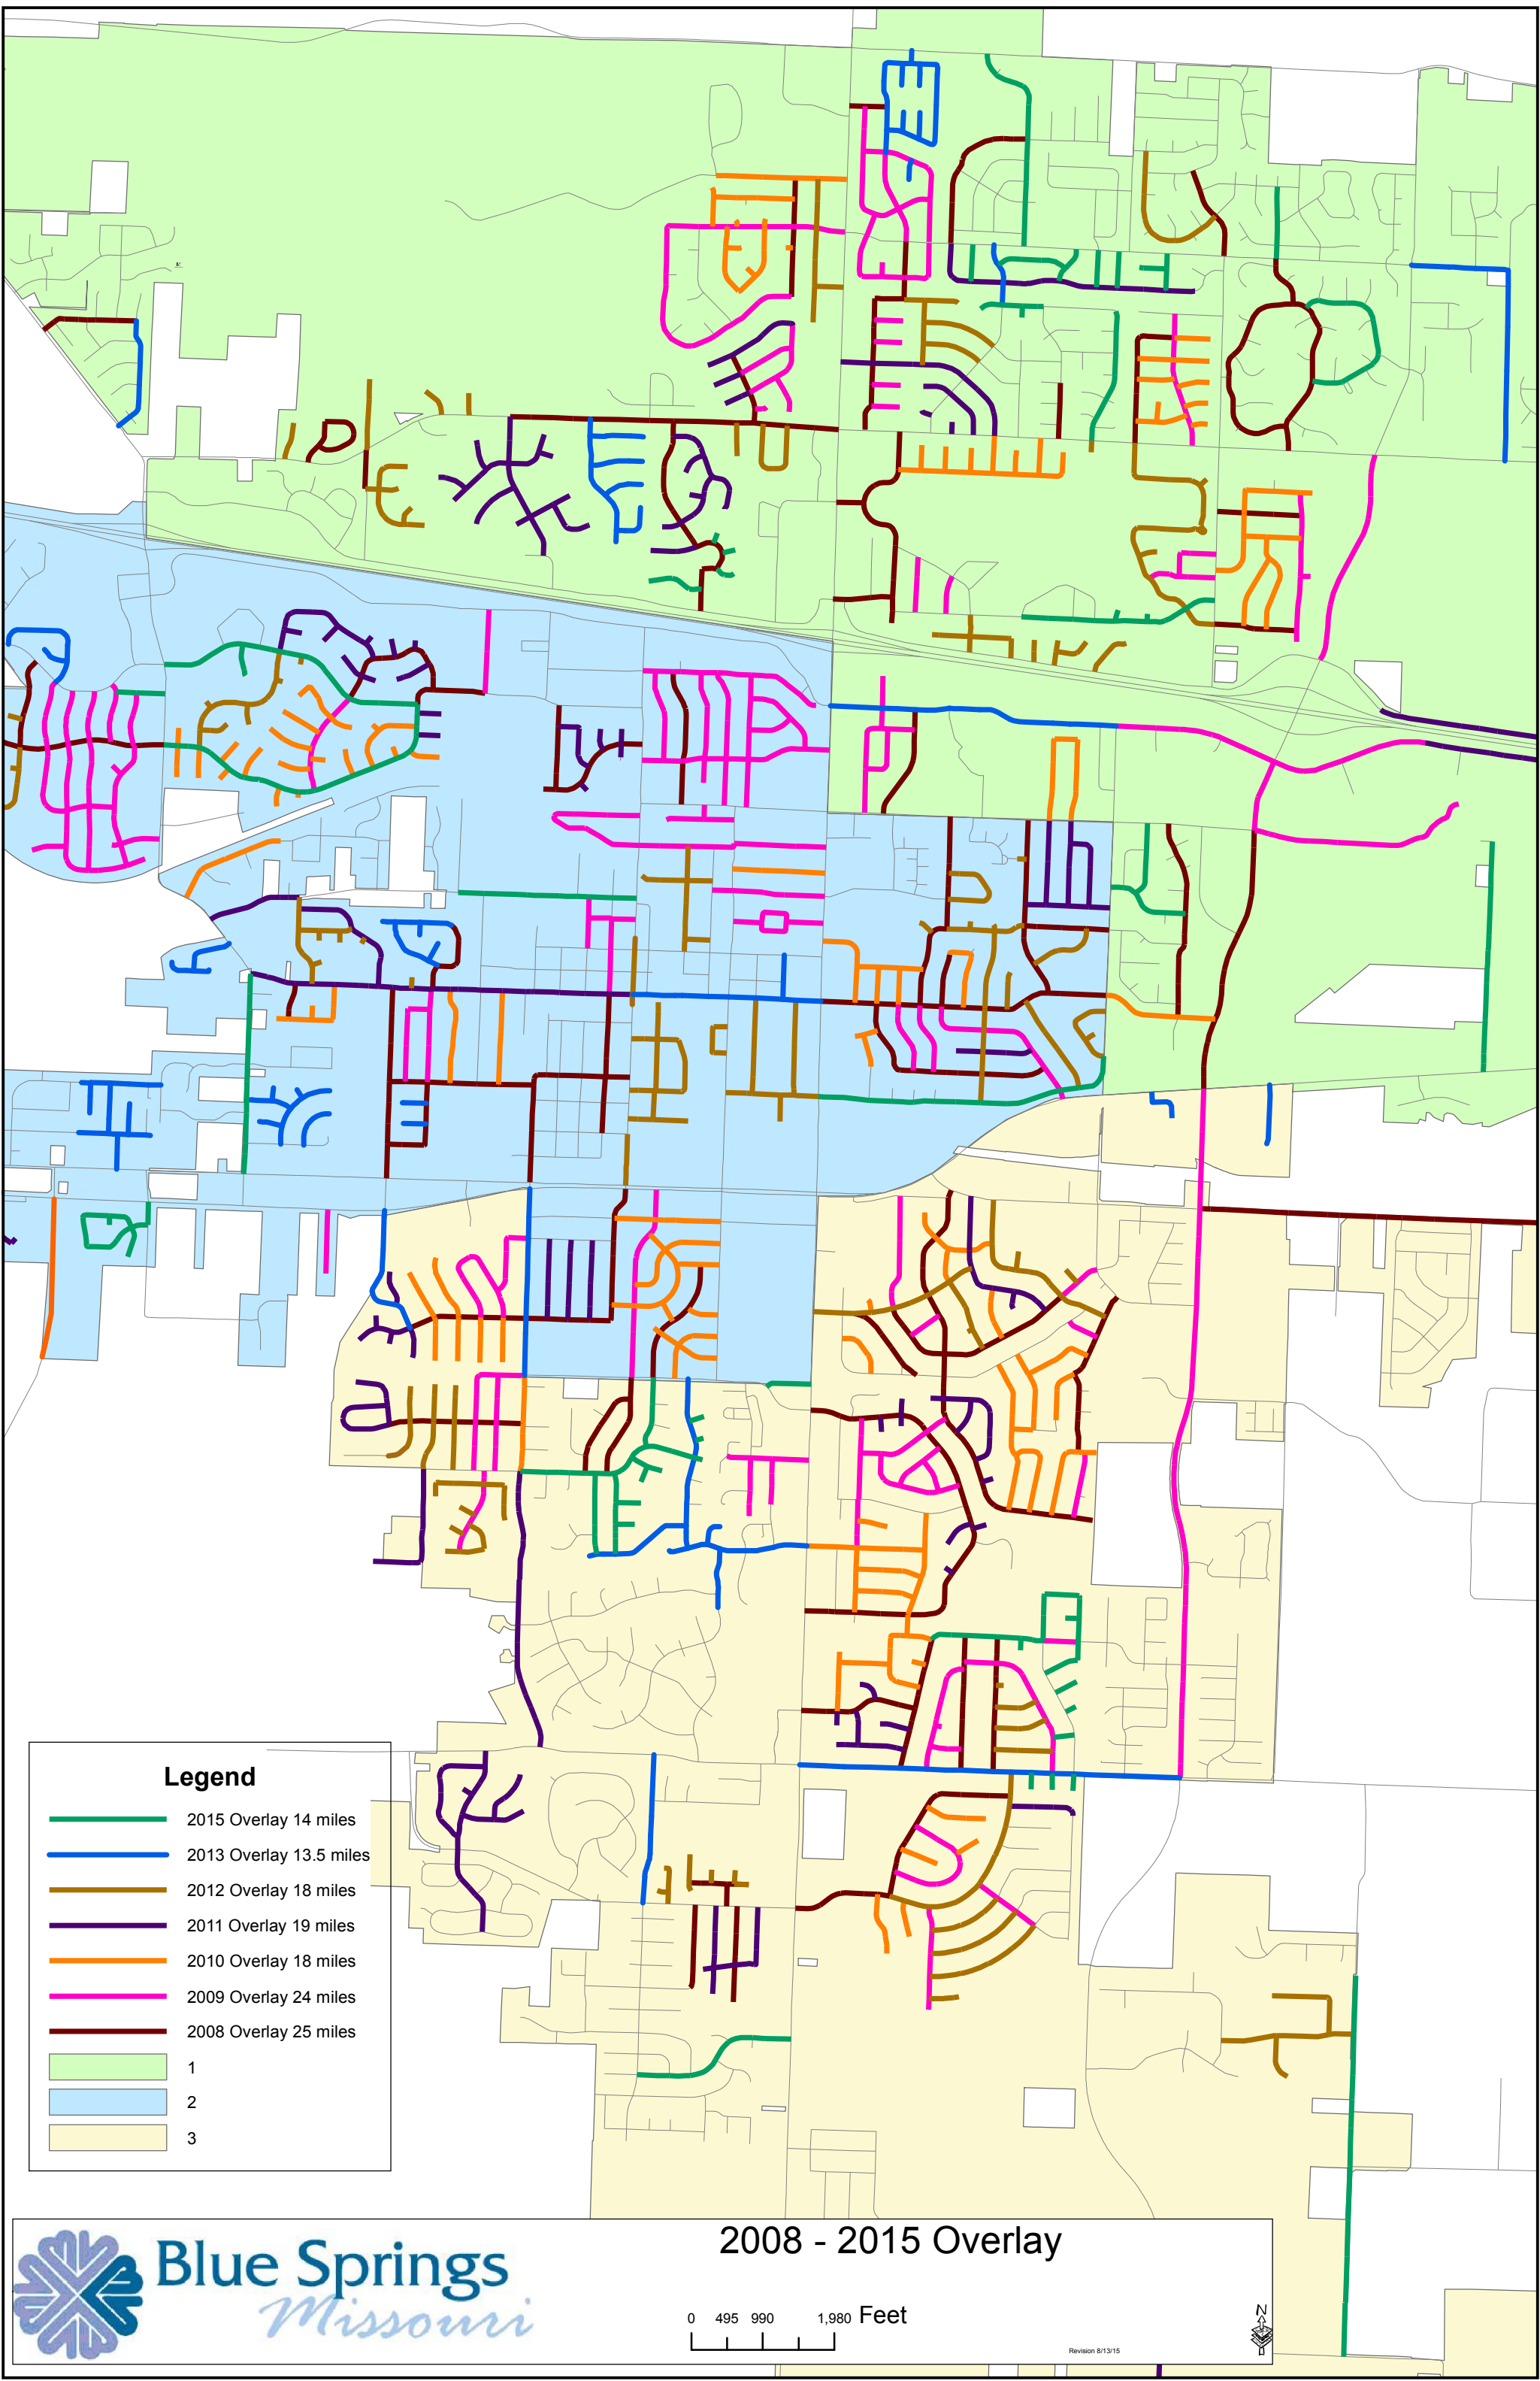 Legend
2015 Overlay 14 miles
2013 Overlay 13.5 miles
2012 Overlay 18 miles
2011 Overlay 19 miles
2010 Overlay 18 miles
2009 Overlay 24 miles
2008 Overlay 25 miles
1
2
3
Blue Springs
Missouri
2008 - 2015 Overlay
0 495 990 1,980 Feet
N
Revision 8/13/15